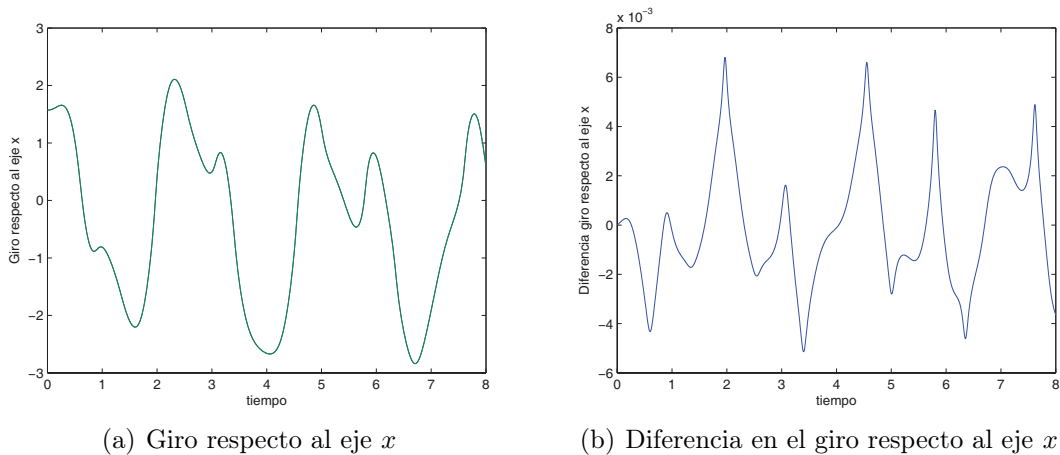 3
2
1
0
−1
−2
−3
0 1 2 3 4 5 6 7 8
tiempo
Giro respecto al eje x
(a) Giro respecto al eje x
x 10⁻³
8
6
4
2
0
−2
−4
−6
0 1 2 3 4 5 6 7 8
tiempo
Diferencia giro respecto al eje x
(b) Diferencia en el giro respecto al eje x